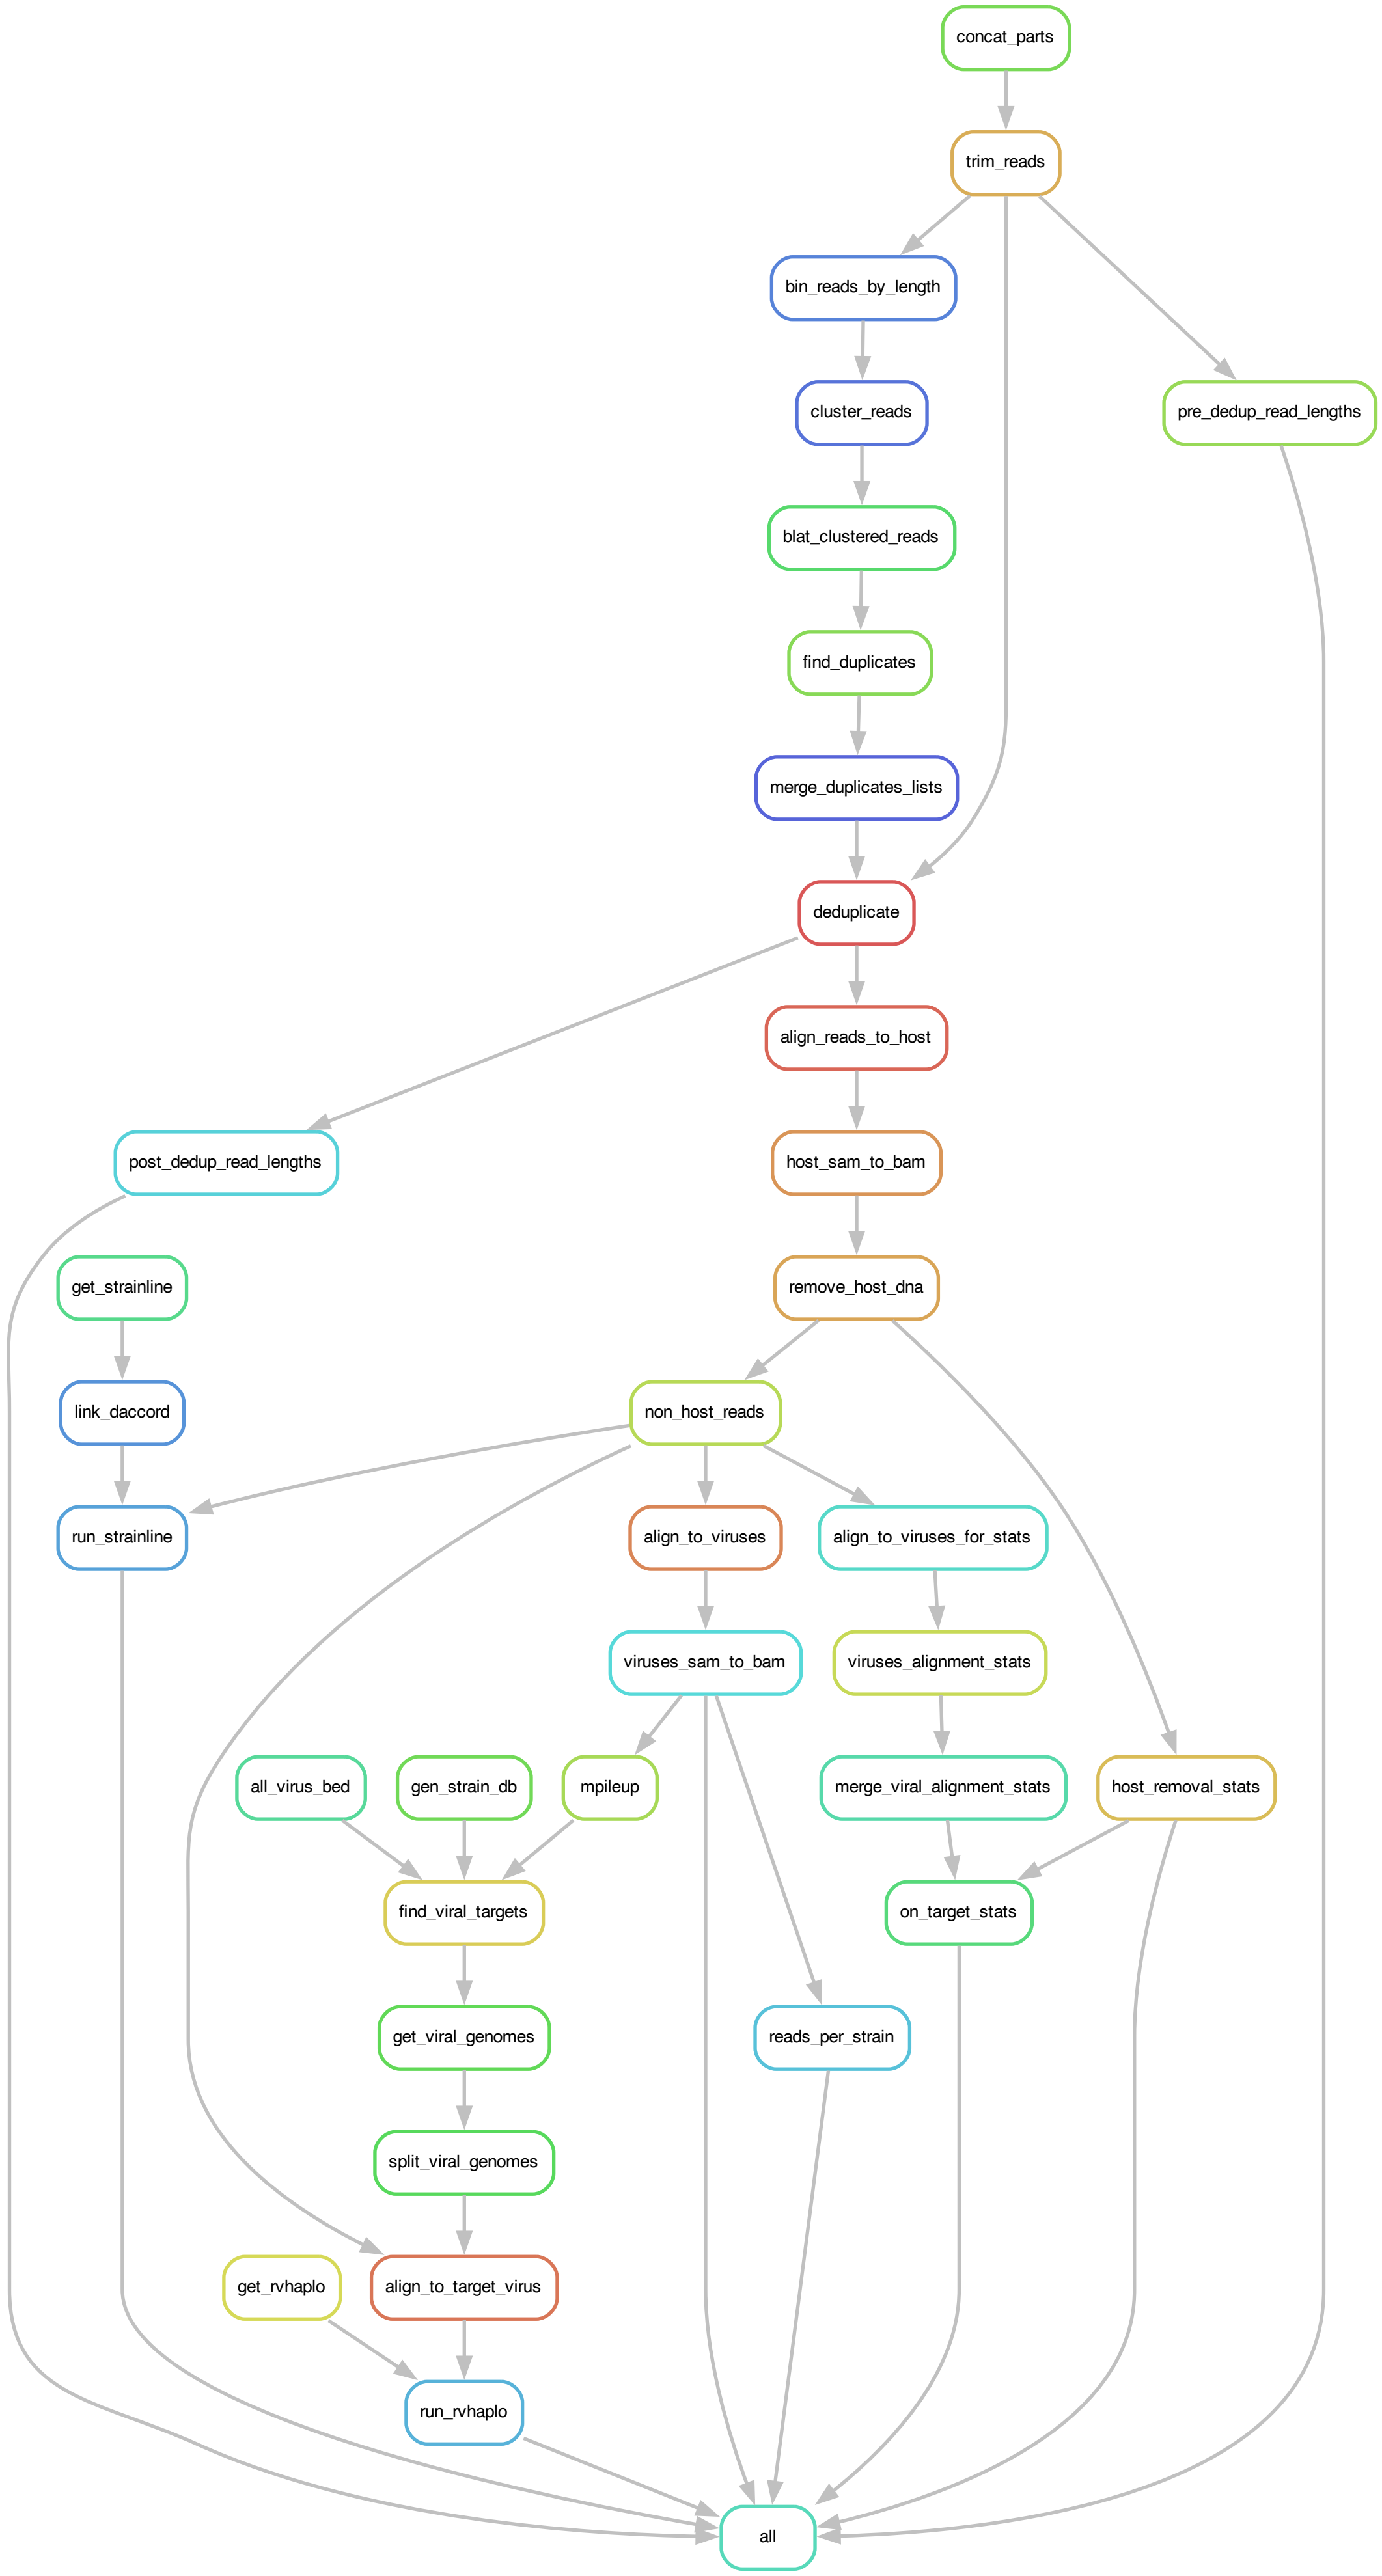 concat_parts
trim_reads
bin_reads_by_length
cluster_reads
pre_dedup_read_lengths
blat_clustered_reads
find_duplicates
merge_duplicates_lists
deduplicate
align_reads_to_host
post_dedup_read_lengths
host_sam_to_bam
get_strainline
remove_host_dna
link_daccord
non_host_reads
run_strainline
align_to_viruses
align_to_viruses_for_stats
viruses_sam_to_bam
viruses_alignment_stats
all_virus_bed
gen_strain_db
mpileup
merge_viral_alignment_stats
host_removal_stats
find_viral_targets
on_target_stats
get_viral_genomes
reads_per_strain
split_viral_genomes
get_rvhaplo
align_to_target_virus
run_rvhaplo
all